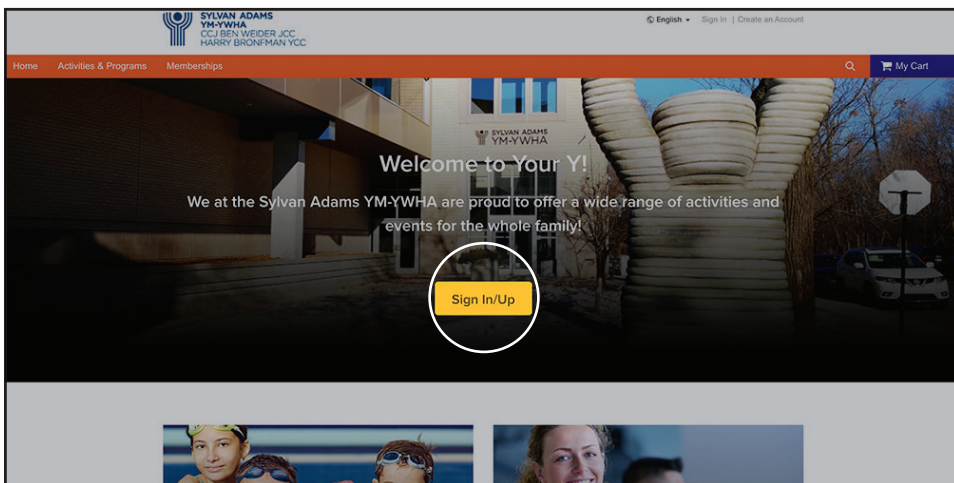 SYLVAN ADAMS
YM-YWHA
CCJ BEN WEIDER JCC
HARRY BRONFMAN YCC
English
Sign In | Create an Account
Home
Activities & Programs
Memberships
My Cart
SYLVAN ADAMS
YM-YWHA
Welcome to Your Y!
We at the Sylvan Adams YM-YWHA are proud to offer a wide range of activities and
events for the whole family!
Sign In/Up